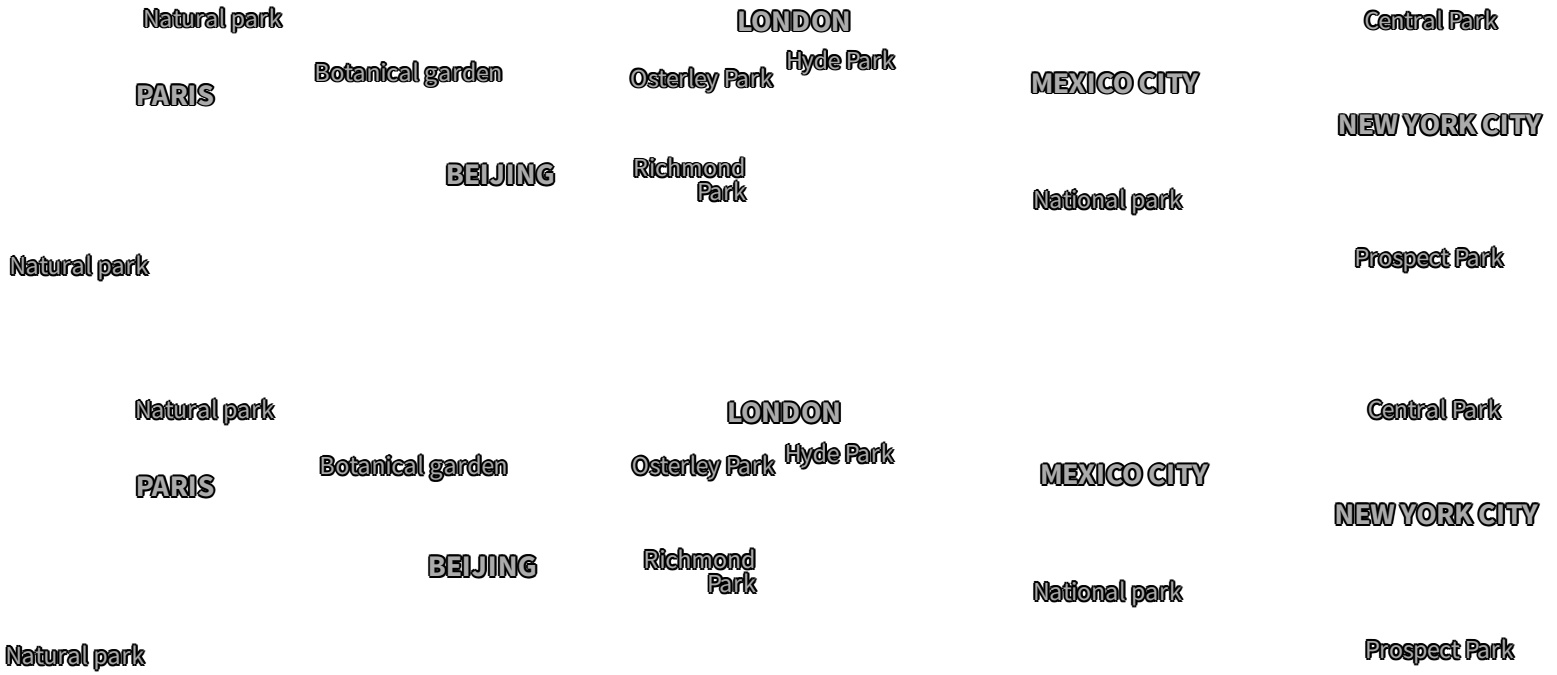 Natural park
LONDON
Central Park
Botanical garden
Osterley Park
Hyde Park
PARIS
MEXICO CITY
NEW YORK CITY
BEIJING
Richmond
Park
National park
Natural park
Prospect Park
Natural park
LONDON
Central Park
Botanical garden
Osterley Park
Hyde Park
PARIS
MEXICO CITY
NEW YORK CITY
BEIJING
Richmond
Park
National park
Natural park
Prospect Park